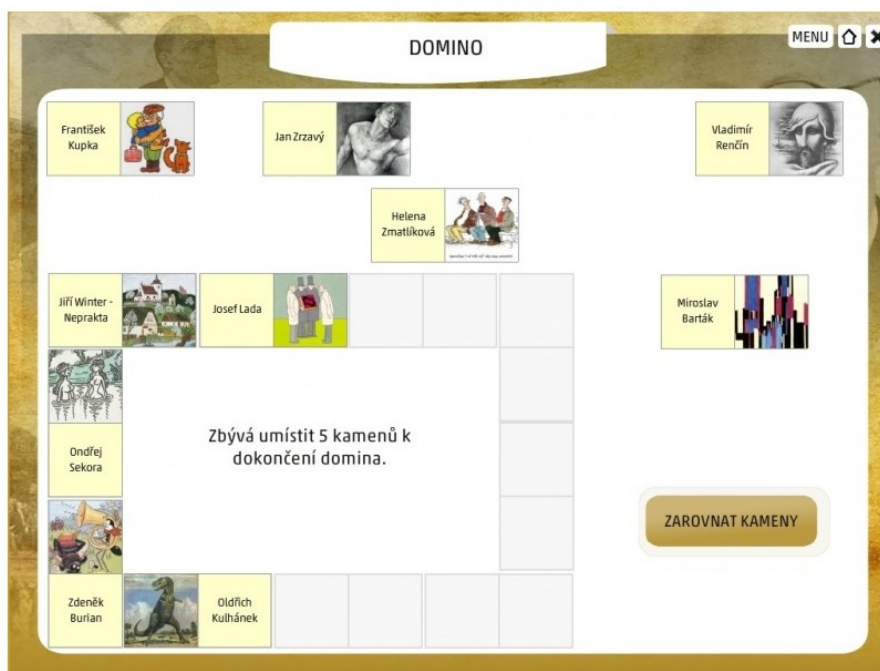 DOMINO
MENU
František
Kupka
Jan Zrzavý
Vladimír
Renčín
Helena
Zmatlíková
Jiří Winter -
Neprakta
Josef Lada
Miroslav
Barták
Zbývá umístit 5 kamenů k
dokončení domina.
Ondřej
Sekora
ZAROVNAT KAMENY
Zdeněk
Burian
Oldřich
Kulhánek